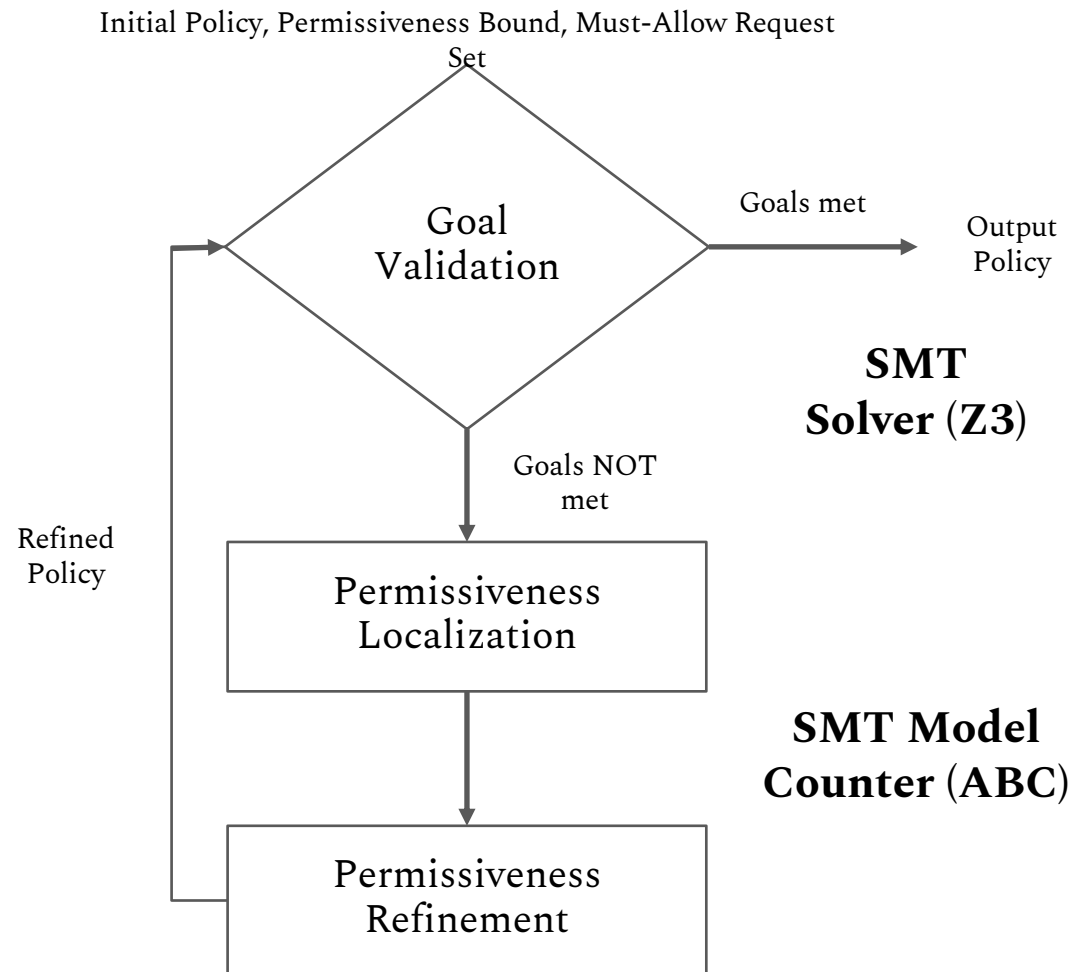 Initial Policy, Permissiveness Bound, Must-Allow Request
Set
Goal
Validation
Goals met
Output
Policy
SMT
Solver (Z3)
Goals NOT
met
Refined
Policy
Permissiveness
Localization
SMT Model
Counter (ABC)
Permissiveness
Refinement